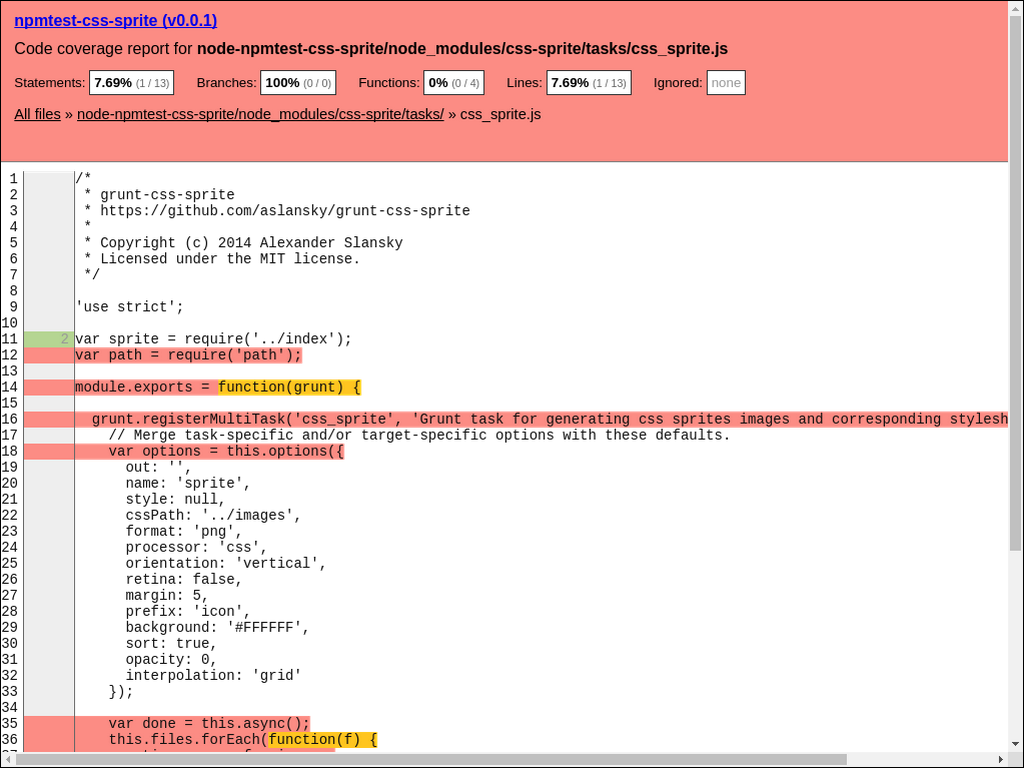 npmtest-css-sprite (v0.0.1)
Code coverage report for node-npmtest-css-sprite/node_modules/css-sprite/tasks/css_sprite.js
Statements: 7.69% (1 / 13) Branches: 100% (0 / 0) Functions: 0% (0 / 4) Lines: 7.69% (1 / 13) Ignored: none
All files » node-npmtest-css-sprite/node_modules/css-sprite/tasks/ » css_sprite.js
1 /*
2  * grunt-css-sprite
3  * https://github.com/aslansky/grunt-css-sprite
4  *
5  * Copyright (c) 2014 Alexander Slansky
6  * Licensed under the MIT license.
7  */
8
9 'use strict';
10
11 2 var sprite = require('../index');
12 var path = require('path');
13
14 module.exports = function(grunt) {
15
16   grunt.registerMultiTask('css_sprite', 'Grunt task for generating css sprites images and corresponding stylesh
17     // Merge task-specific and/or target-specific options with these defaults.
18     var options = this.options({
19       out: '',
20       name: 'sprite',
21       style: null,
22       cssPath: '../images',
23       format: 'png',
24       processor: 'css',
25       orientation: 'vertical',
26       retina: false,
27       margin: 5,
28       prefix: 'icon',
29       background: '#FFFFFF',
30       sort: true,
31       opacity: 0,
32       interpolation: 'grid'
33     });
34
35     var done = this.async();
36     this.files.forEach(function(f) {